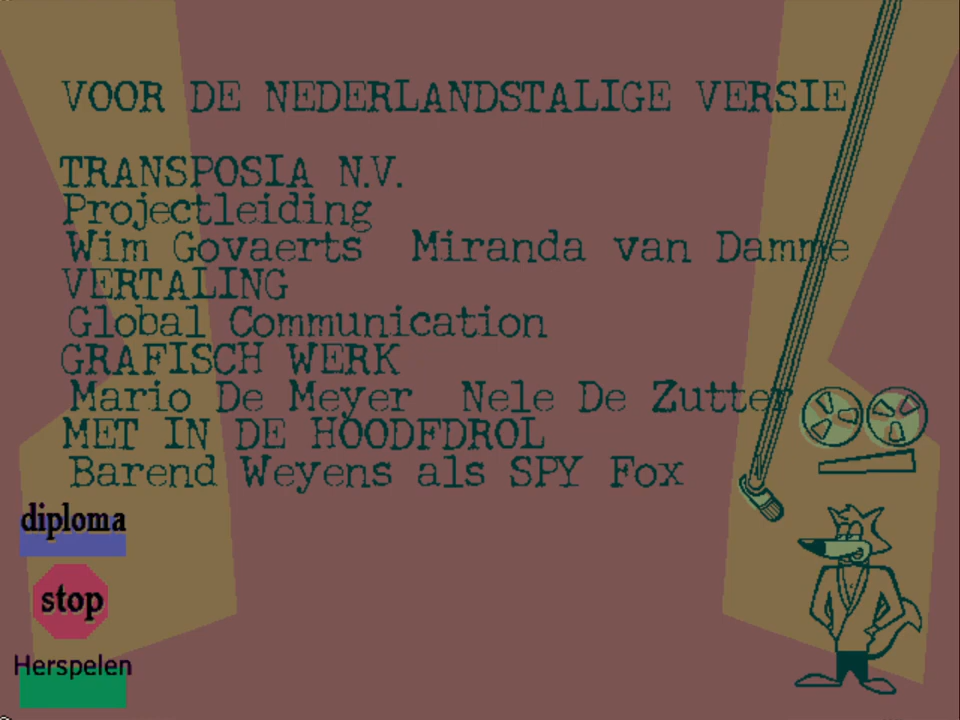 VOOR DE NEDERLANDSTALIGE VERSIE
TRANSPOSIA N.V.
Projectleiding
Wim Govaerts Miranda van Damme
VERTALING
Global Communication
GRAFISCH WERK
Mario De Meyer Nele De Zutter
MET IN DE HOODFDROL
Barend Weyens als SPY Fox
diploma
stop
Herspelen